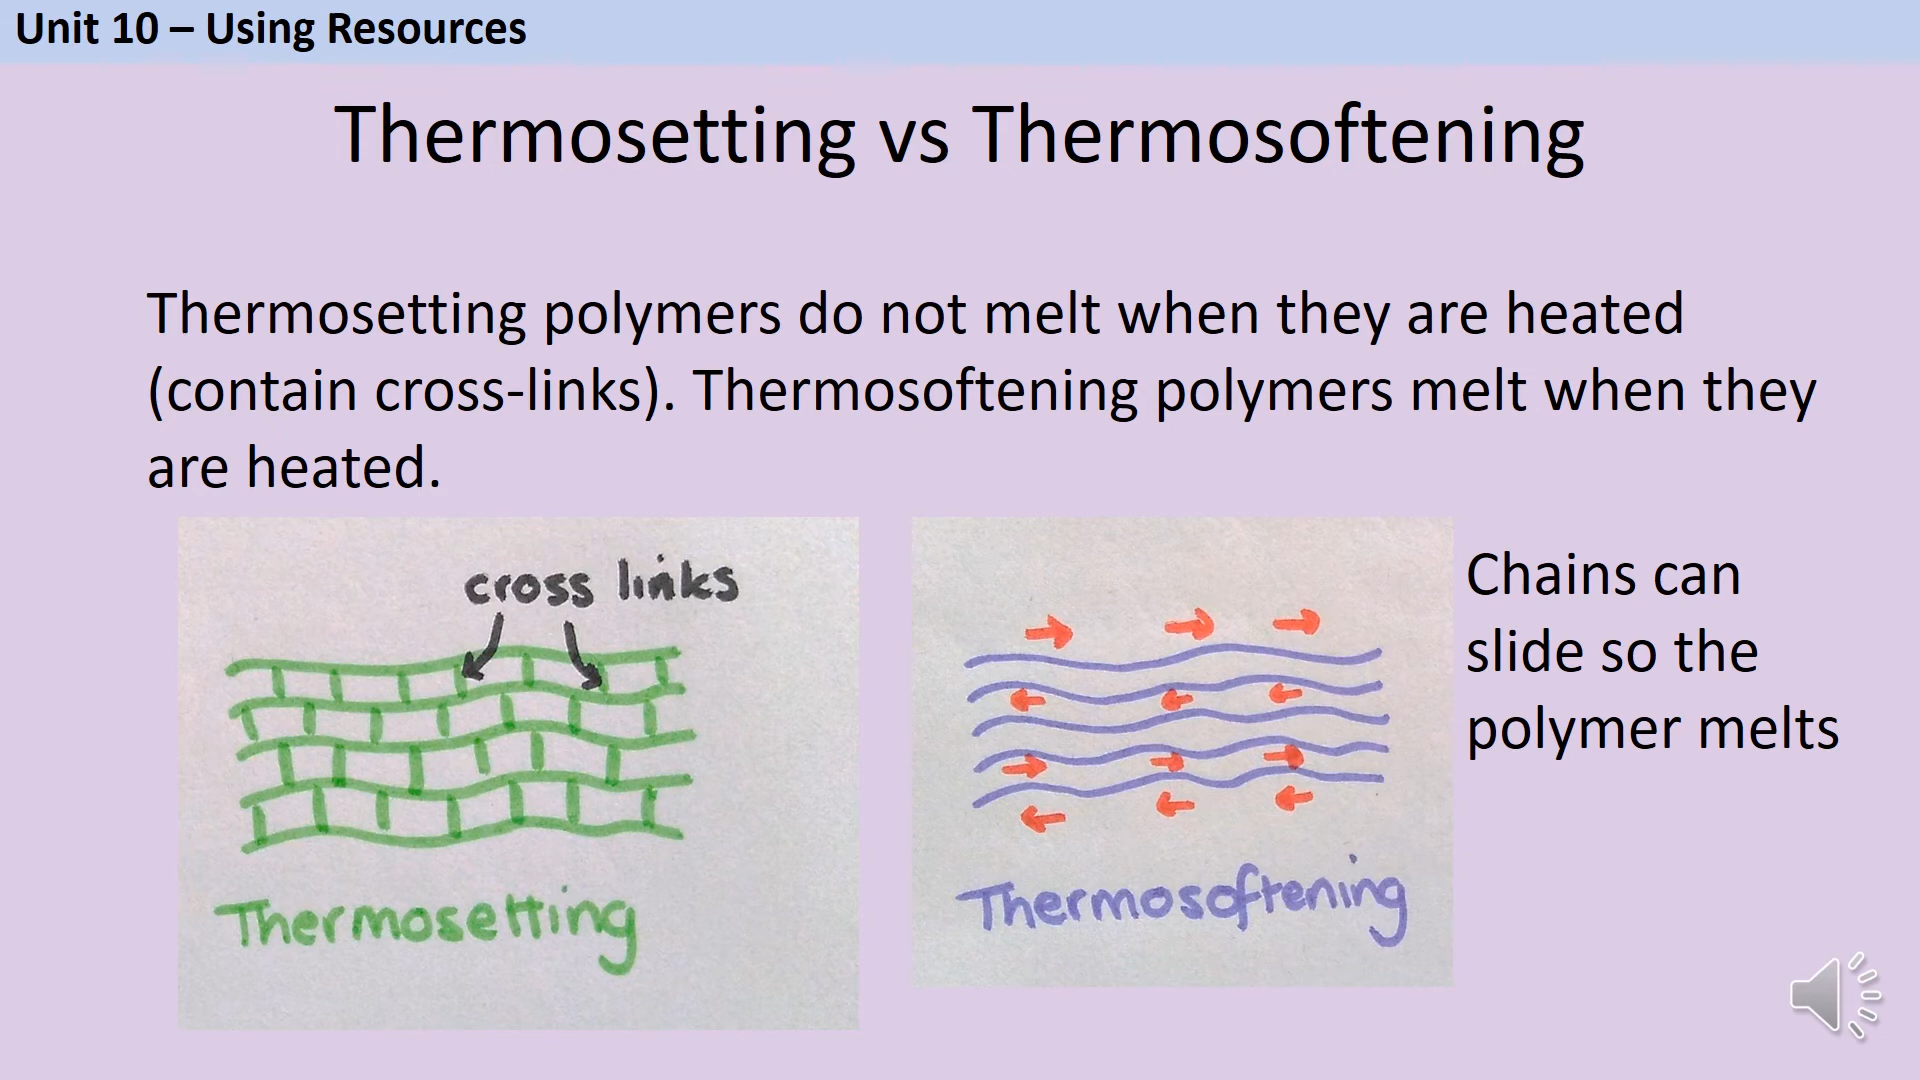 Unit 10 – Using Resources
Thermosetting vs Thermosoftening
Thermosetting polymers do not melt when they are heated
(contain cross-links). Thermosoftening polymers melt when they
are heated.
cross links
Thermosetting
Thermosoftening
Chains can
slide so the
polymer melts